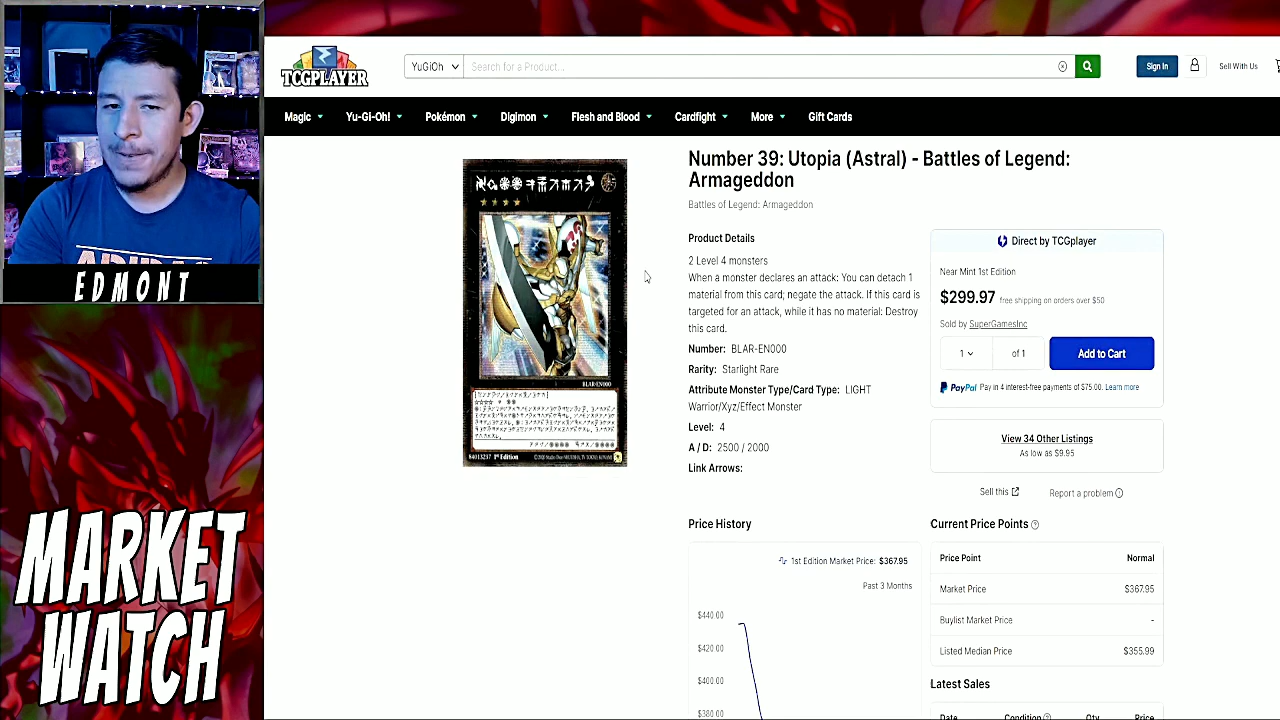 EDMONT
MARKET
WATCH
TCGPLAYER
YuGiOh
Search for a Product...
Sign In
Sell With Us
Magic
Yu-Gi-Oh!
Pokémon
Digimon
Flesh and Blood
Cardfight
More
Gift Cards
BLAR-EN000
84013237
1st Edition
Number 39: Utopia (Astral) - Battles of Legend:
Armageddon
Battles of Legend: Armageddon
Product Details
2 Level 4 monsters
When a monster declares an attack: You can detach 1
material from this card; negate the attack. If this card is
targeted for an attack, while it has no material: Destroy
this card.
Number: BLAR-EN000
Rarity: Starlight Rare
Attribute Monster Type/Card Type: LIGHT
Warrior/Xyz/Effect Monster
Level: 4
A / D: 2500 / 2000
Link Arrows:
Direct by TCGplayer
Near Mint 1st Edition
$299.97 free shipping on orders over $50
Sold by SuperGamesInc
1
of 1
Add to Cart
PayPal Pay in 4 interest-free payments of $75.00. Learn more
View 34 Other Listings
As low as $9.95
Sell this
Report a problem
Price History
1st Edition Market Price: $367.95
Past 3 Months
$440.00
$420.00
$400.00
$380.00
Current Price Points
Price Point Normal
Market Price $367.95
Buylist Market Price -
Listed Median Price $355.99
Latest Sales
Date Condition Qty Price